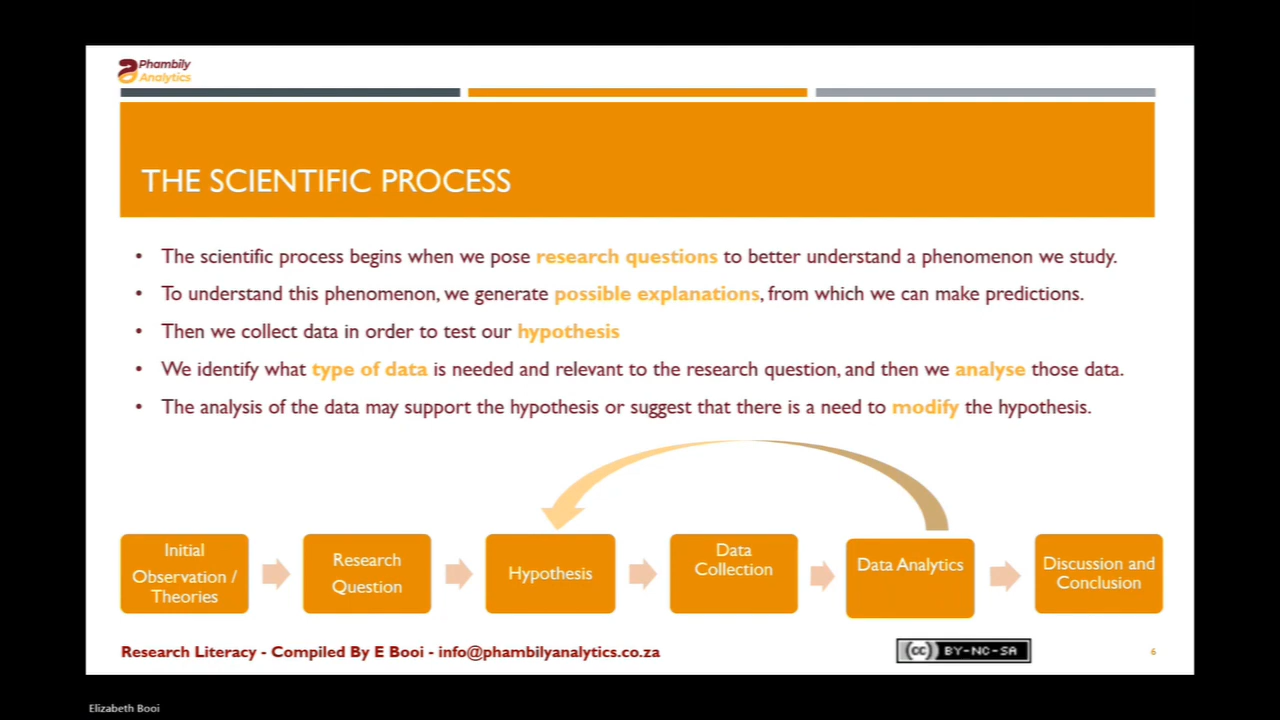 Phambily
Analytics
THE SCIENTIFIC PROCESS
• The scientific process begins when we pose research questions to better understand a phenomenon we study.
• To understand this phenomenon, we generate possible explanations, from which we can make predictions.
• Then we collect data in order to test our hypothesis
• We identify what type of data is needed and relevant to the research question, and then we analyse those data.
• The analysis of the data may support the hypothesis or suggest that there is a need to modify the hypothesis.
Initial
Observation /
Theories
Research
Question
Hypothesis
Data
Collection
Data Analytics
Discussion and
Conclusion
Research Literacy - Compiled By E Booi - info@phambilyanalytics.co.za
cc BY-NC-SA
6
Elizabeth Booi